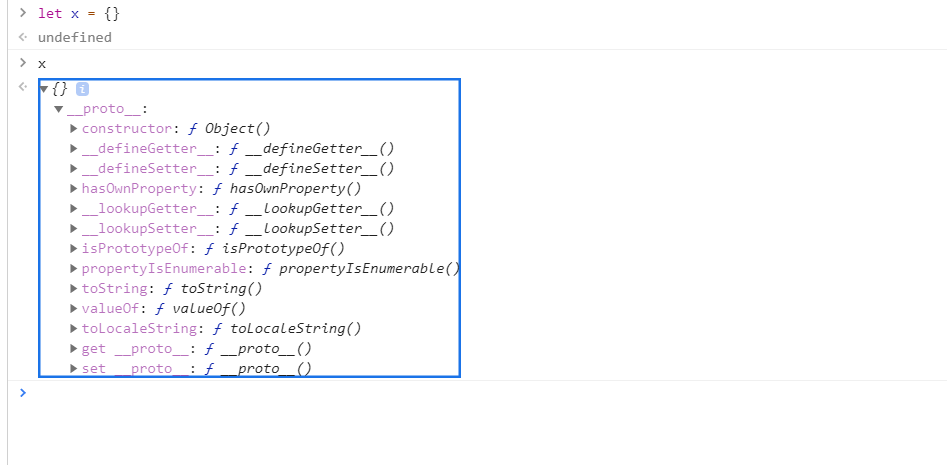 > let x = {}
< undefined
> x
< ▼{} i
▼__proto__:
▶constructor: ƒ Object()
▶__defineGetter__: ƒ __defineGetter__()
▶__defineSetter__: ƒ __defineSetter__()
▶hasOwnProperty: ƒ hasOwnProperty()
▶__lookupGetter__: ƒ __lookupGetter__()
▶__lookupSetter__: ƒ __lookupSetter__()
▶isPrototypeOf: ƒ isPrototypeOf()
▶propertyIsEnumerable: ƒ propertyIsEnumerable()
▶toString: ƒ toString()
▶valueOf: ƒ valueOf()
▶toLocaleString: ƒ toLocaleString()
▶get __proto__: ƒ __proto__()
▶set __proto__: ƒ __proto__()
>